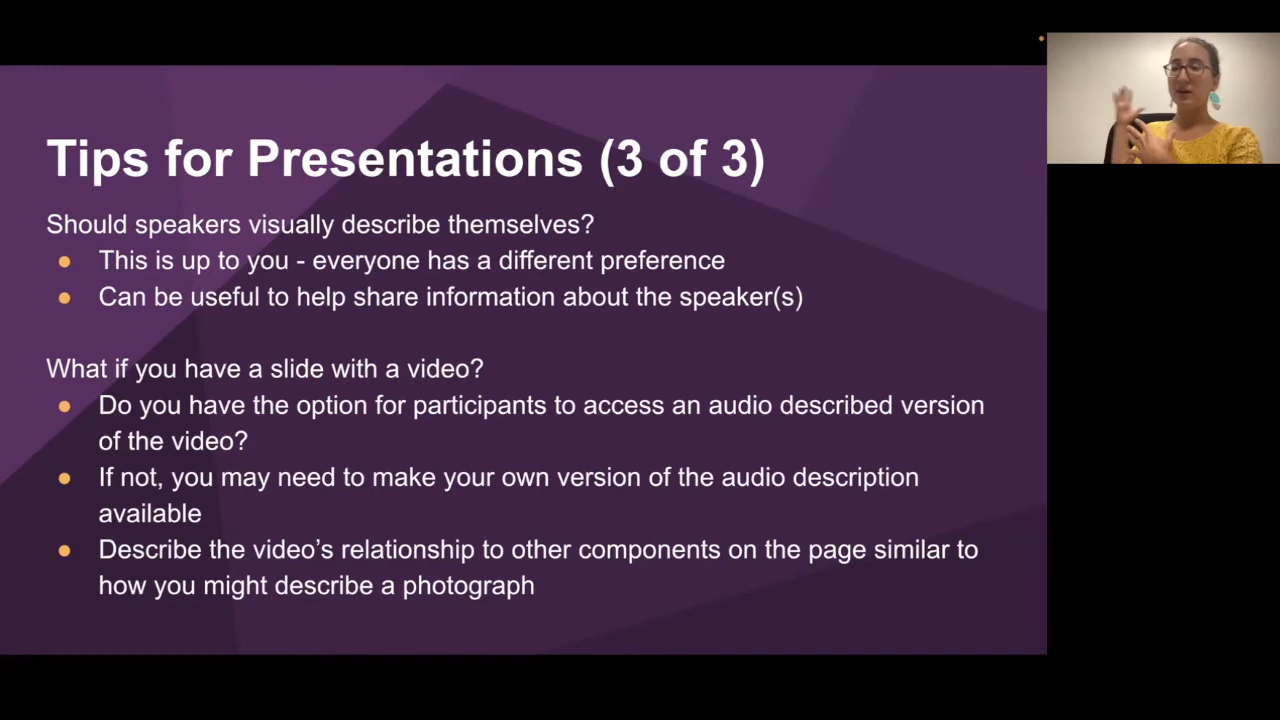 Tips for Presentations (3 of 3)
Should speakers visually describe themselves?
● This is up to you - everyone has a different preference
● Can be useful to help share information about the speaker(s)
What if you have a slide with a video?
● Do you have the option for participants to access an audio described version
of the video?
● If not, you may need to make your own version of the audio description
available
● Describe the video’s relationship to other components on the page similar to
how you might describe a photograph